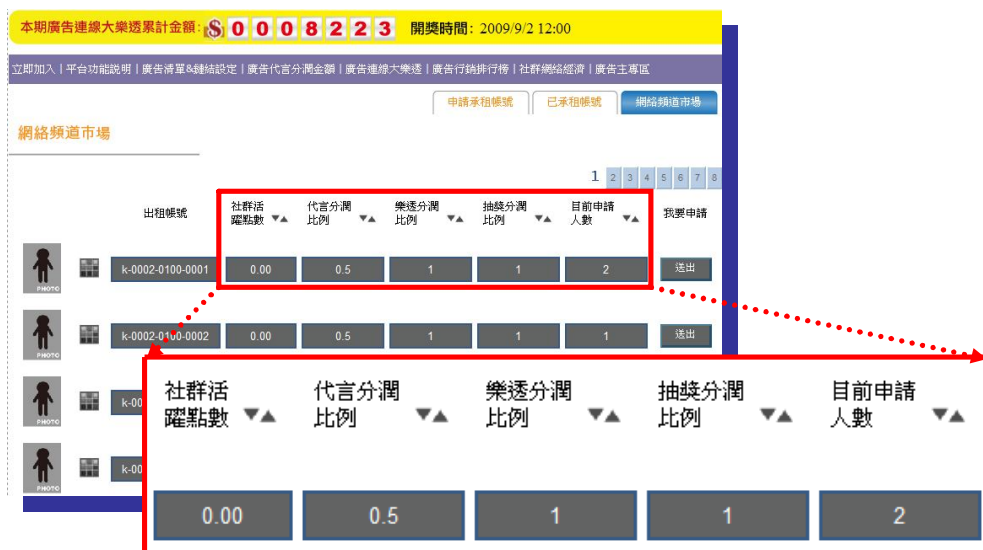 本期廣告連線大樂透累計金額: $ 0 0 0 8 2 2 3 開獎時間: 2009/9/2 12:00
立即加入 | 平台功能說明 | 廣告清單&鏈結設定 | 廣告代言分潤金額 | 廣告連線大樂透 | 廣告行銷排行榜 | 社群網絡經濟 | 廣告主專區
申請承租帳號 已承租帳號 網絡頻道市場
網絡頻道市場
1 2 3 4 5 6 7 8
出租帳號 社群活躍點數 ▼▲ 代言分潤比例 ▼▲ 樂透分潤比例 ▼▲ 抽獎分潤比例 ▼▲ 目前申請人數 ▼▲ 我要申請
PHOTO k-0002-0100-0001 0.00 0.5 1 1 2 送出
PHOTO k-0002-0100-0002 0.00 0.5 1 1 1 送出
PHOTO k-00
PHOTO k-00
社群活躍點數 ▼▲ 代言分潤比例 ▼▲ 樂透分潤比例 ▼▲ 抽獎分潤比例 ▼▲ 目前申請人數 ▼▲
0.00 0.5 1 1 2